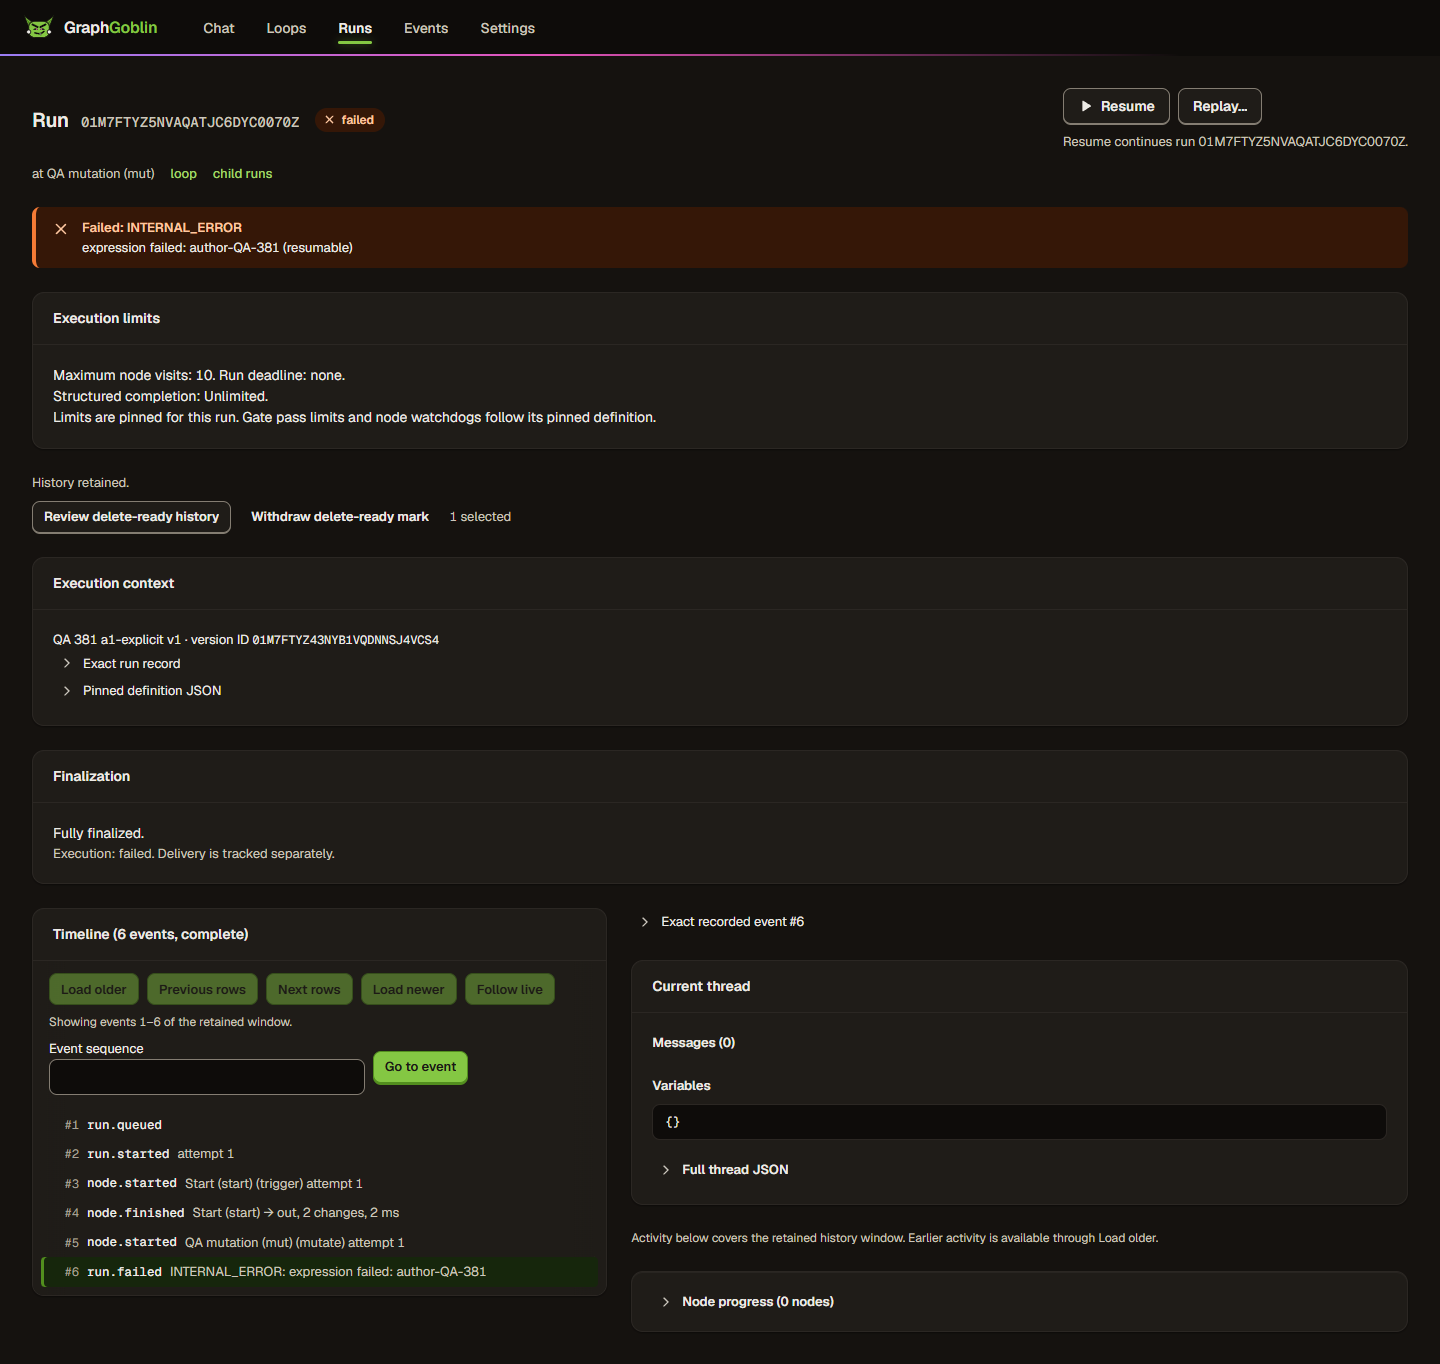 GraphGoblin Chat Loops Runs Events Settings
Run 01M7FTYZ5NVAQATJC6DYC0070Z failed
Resume Replay...
Resume continues run 01M7FTYZ5NVAQATJC6DYC0070Z.
at QA mutation (mut) loop child runs
Failed: INTERNAL_ERROR
expression failed: author-QA-381 (resumable)
Execution limits
Maximum node visits: 10. Run deadline: none.
Structured completion: Unlimited.
Limits are pinned for this run. Gate pass limits and node watchdogs follow its pinned definition.
History retained.
Review delete-ready history Withdraw delete-ready mark 1 selected
Execution context
QA 381 a1-explicit v1 · version ID 01M7FTYZ43NYB1VQDNNSJ4VCS4
Exact run record
Pinned definition JSON
Finalization
Fully finalized.
Execution: failed. Delivery is tracked separately.
Timeline (6 events, complete)
Load older Previous rows Next rows Load newer Follow live
Showing events 1–6 of the retained window.
Event sequence
Go to event
#1 run.queued
#2 run.started attempt 1
#3 node.started Start (start) (trigger) attempt 1
#4 node.finished Start (start) → out, 2 changes, 2 ms
#5 node.started QA mutation (mut) (mutate) attempt 1
#6 run.failed INTERNAL_ERROR: expression failed: author-QA-381
Exact recorded event #6
Current thread
Messages (0)
Variables
{}
Full thread JSON
Activity below covers the retained history window. Earlier activity is available through Load older.
Node progress (0 nodes)